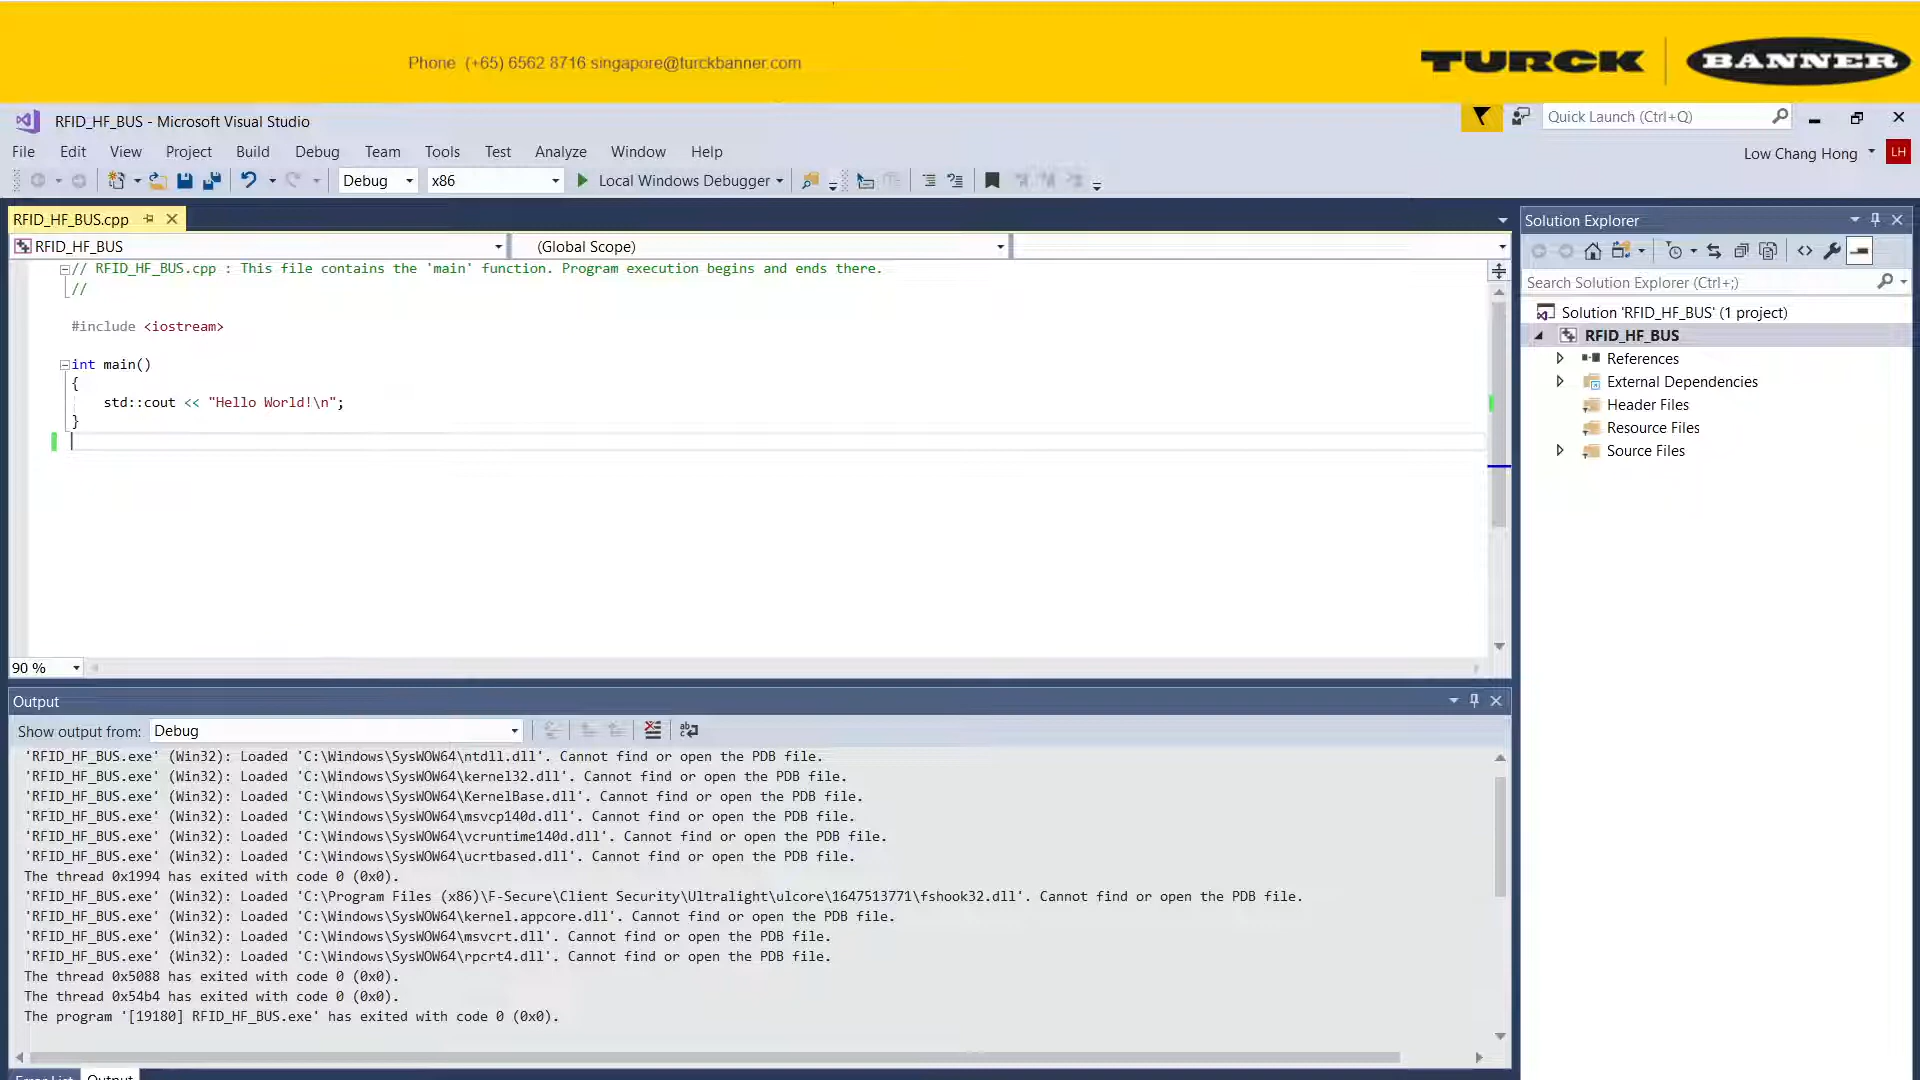 Phone (+65) 6562 8716 singapore@turckbanner.com
TURCK
BANNER
RFID_HF_BUS - Microsoft Visual Studio
Quick Launch (Ctrl+Q)
File Edit View Project Build Debug Team Tools Test Analyze Window Help
Low Chang Hong LH
Debug x86 Local Windows Debugger
RFID_HF_BUS.cpp
RFID_HF_BUS (Global Scope)
// RFID_HF_BUS.cpp : This file contains the 'main' function. Program execution begins and ends there.
//
#include <iostream>
int main()
{
std::cout << "Hello World!\n";
}
90 %
Solution Explorer
Search Solution Explorer (Ctrl+;)
Solution 'RFID_HF_BUS' (1 project)
RFID_HF_BUS
References
External Dependencies
Header Files
Resource Files
Source Files
Output
Show output from: Debug
'RFID_HF_BUS.exe' (Win32): Loaded 'C:\Windows\SysWOW64\ntdll.dll'. Cannot find or open the PDB file.
'RFID_HF_BUS.exe' (Win32): Loaded 'C:\Windows\SysWOW64\kernel32.dll'. Cannot find or open the PDB file.
'RFID_HF_BUS.exe' (Win32): Loaded 'C:\Windows\SysWOW64\KernelBase.dll'. Cannot find or open the PDB file.
'RFID_HF_BUS.exe' (Win32): Loaded 'C:\Windows\SysWOW64\msvcp140d.dll'. Cannot find or open the PDB file.
'RFID_HF_BUS.exe' (Win32): Loaded 'C:\Windows\SysWOW64\vcruntime140d.dll'. Cannot find or open the PDB file.
'RFID_HF_BUS.exe' (Win32): Loaded 'C:\Windows\SysWOW64\ucrtbased.dll'. Cannot find or open the PDB file.
The thread 0x1994 has exited with code 0 (0x0).
'RFID_HF_BUS.exe' (Win32): Loaded 'C:\Program Files (x86)\F-Secure\Client Security\Ultralight\ulcore\1647513771\fshook32.dll'. Cannot find or open the PDB file.
'RFID_HF_BUS.exe' (Win32): Loaded 'C:\Windows\SysWOW64\kernel.appcore.dll'. Cannot find or open the PDB file.
'RFID_HF_BUS.exe' (Win32): Loaded 'C:\Windows\SysWOW64\msvcrt.dll'. Cannot find or open the PDB file.
'RFID_HF_BUS.exe' (Win32): Loaded 'C:\Windows\SysWOW64\rpcrt4.dll'. Cannot find or open the PDB file.
The thread 0x5088 has exited with code 0 (0x0).
The thread 0x54b4 has exited with code 0 (0x0).
The program '[19180] RFID_HF_BUS.exe' has exited with code 0 (0x0).
Error List Output